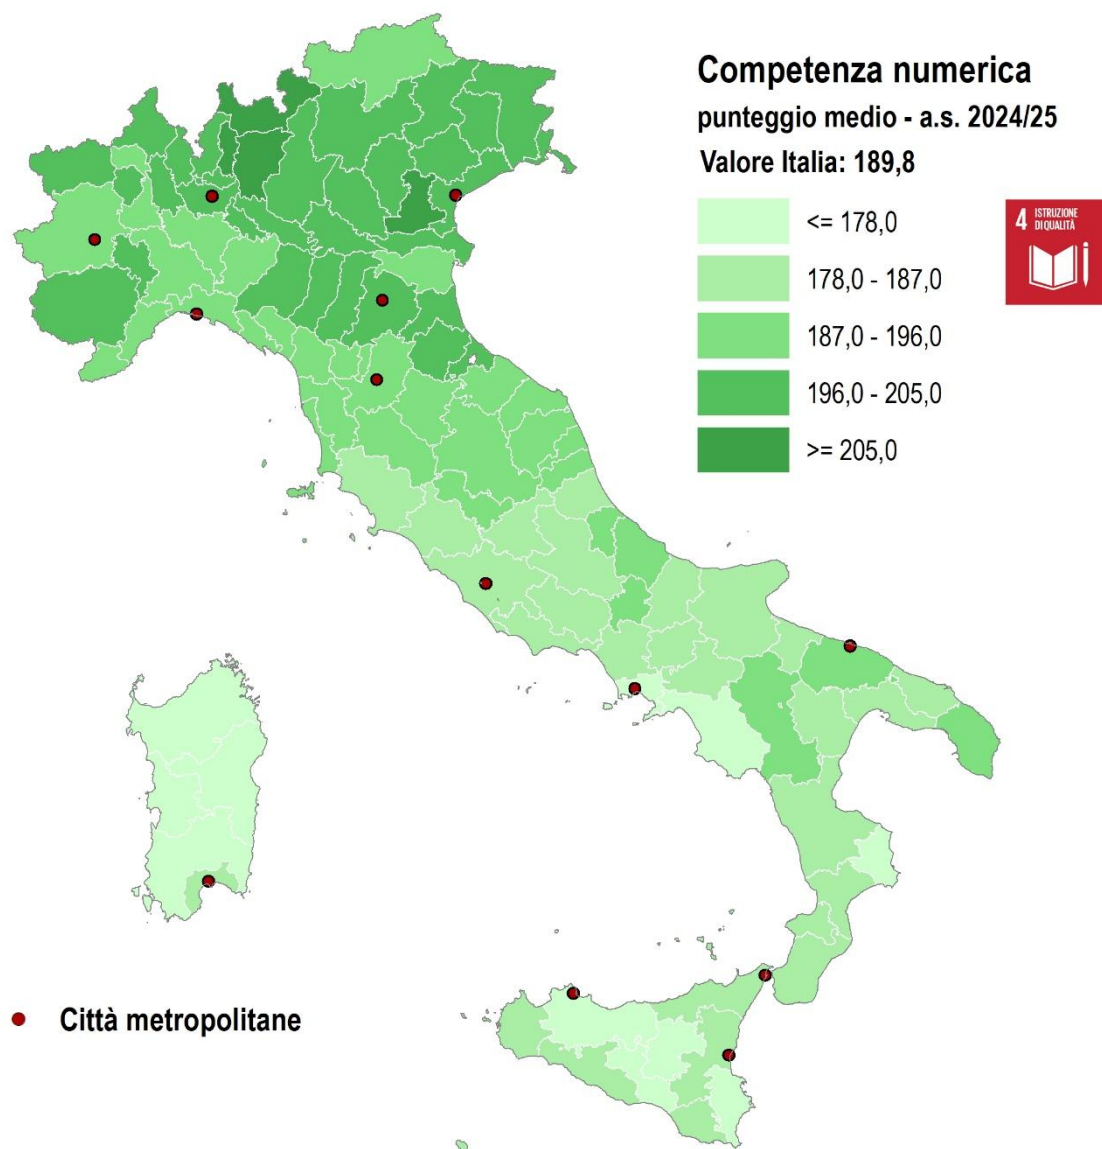 Competenza numerica
punteggio medio - a.s. 2024/25
Valore Italia: 189,8
<= 178,0
178,0 - 187,0
187,0 - 196,0
196,0 - 205,0
>= 205,0
4 ISTRUZIONE
DI QUALITÀ
Città metropolitane